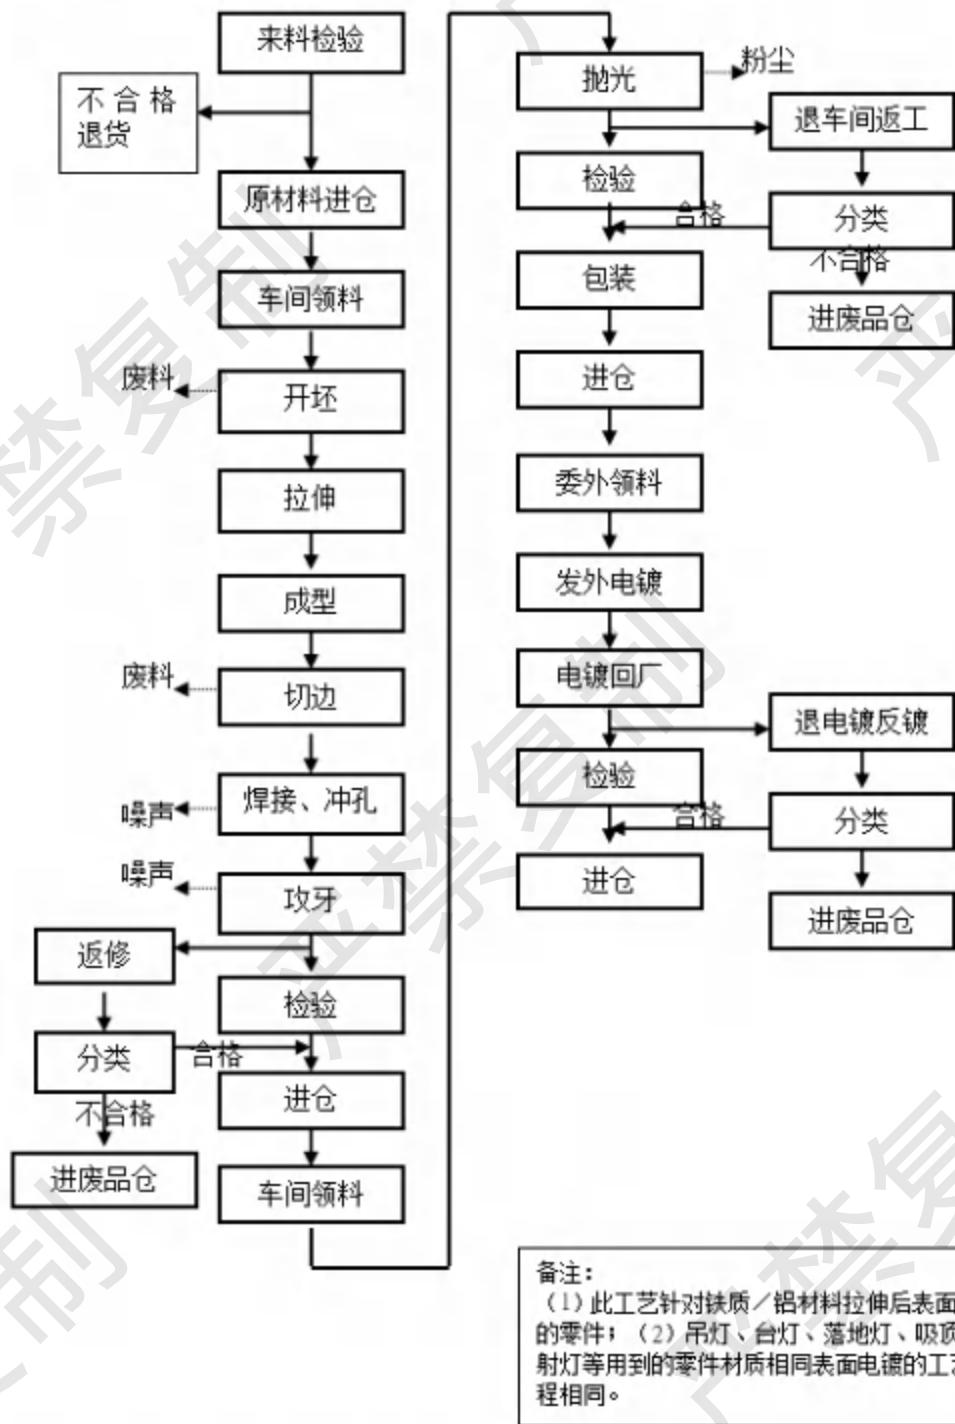 来料检验
不合格
退货
原材料进仓
车间领料
废料
开坯
拉伸
成型
废料
切边
噪声
焊接、冲孔
噪声
攻牙
返修
检验
分类
合格
进仓
不合格
进废品仓
车间领料
抛光
粉尘
退车间返工
检验
分类
合格
不合格
包装
进废品仓
进仓
委外领料
发外电镀
电镀回厂
退电镀反镀
检验
分类
合格
进仓
进废品仓
备注：
（1）此工艺针对铁质／铝材料拉伸后表面
的零件；（2）吊灯、台灯、落地灯、吸顶
射灯等用到的零件材质相同表面电镀的工艺
程相同。
严禁复制